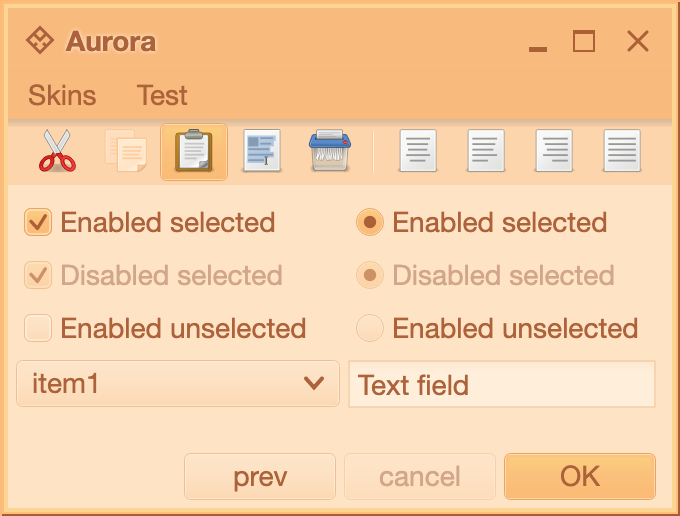 Aurora
Skins Test
Enabled selected Enabled selected
Disabled selected Disabled selected
Enabled unselected Enabled unselected
item1 Text field
prev cancel OK